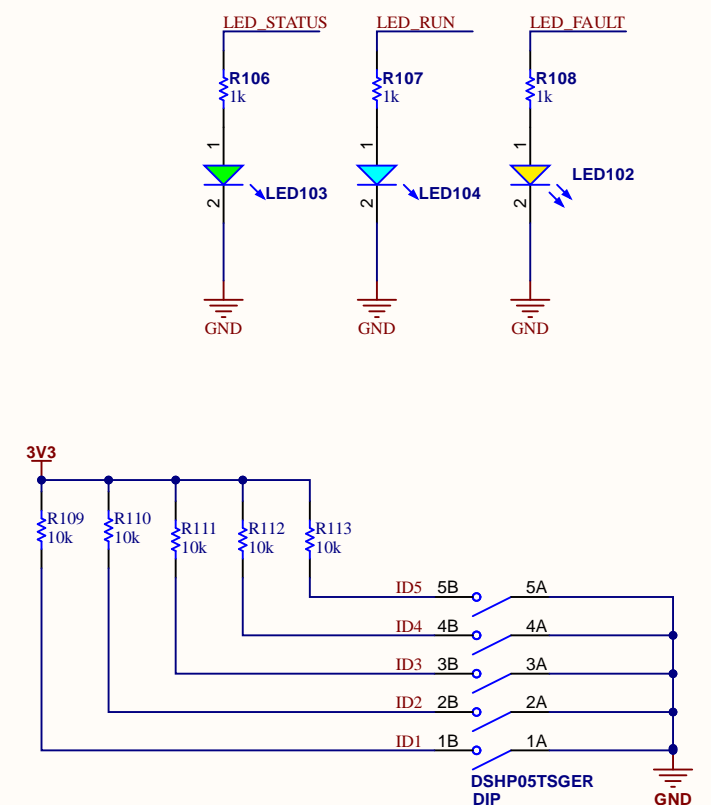 LED_STATUS LED_RUN LED_FAULT
R106 R107 R108
1k 1k 1k
1 1 1
LED103 LED104 LED102
2 2 2
GND GND GND
3V3
R109 R110 R111 R112 R113
10k 10k 10k 10k 10k
ID5 5B 5A
ID4 4B 4A
ID3 3B 3A
ID2 2B 2A
ID1 1B 1A
DSHP05TSGER
DIP GND